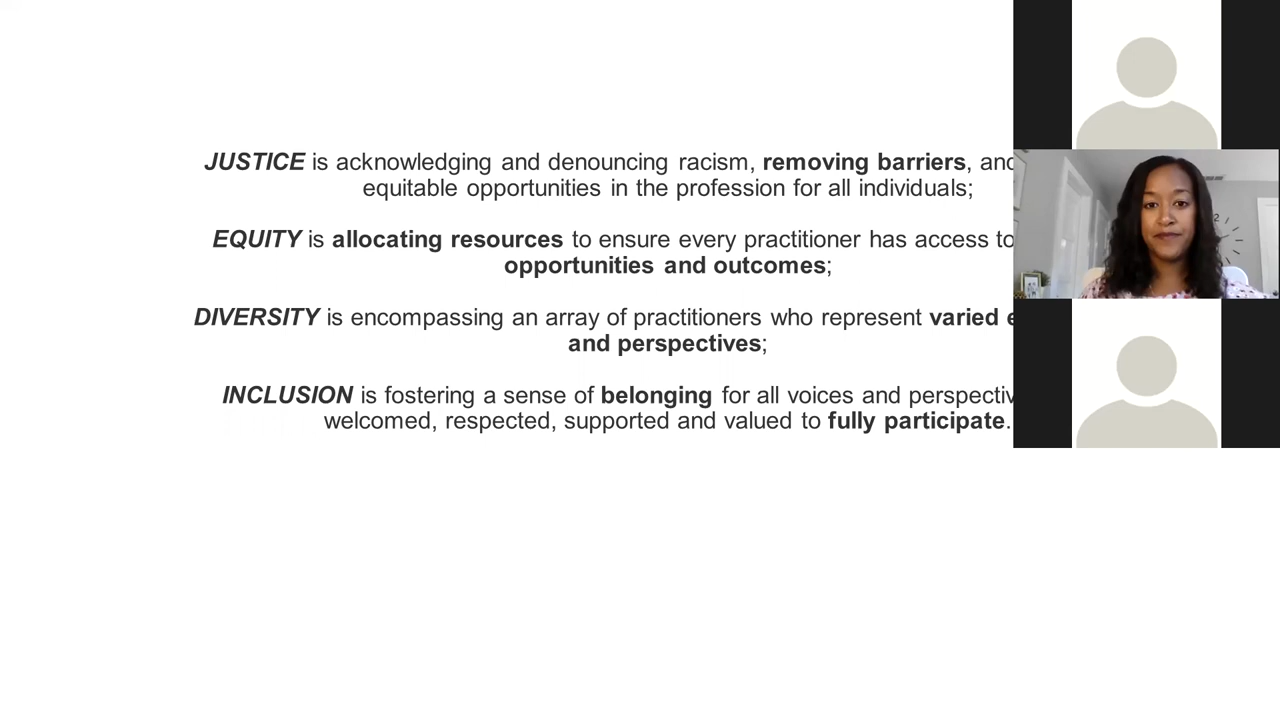 JUSTICE is acknowledging and denouncing racism, removing barriers, and
equitable opportunities in the profession for all individuals;
EQUITY is allocating resources to ensure every practitioner has access to
opportunities and outcomes;
DIVERSITY is encompassing an array of practitioners who represent varied
and perspectives;
INCLUSION is fostering a sense of belonging for all voices and
welcomed, respected, supported and valued to fully participate.